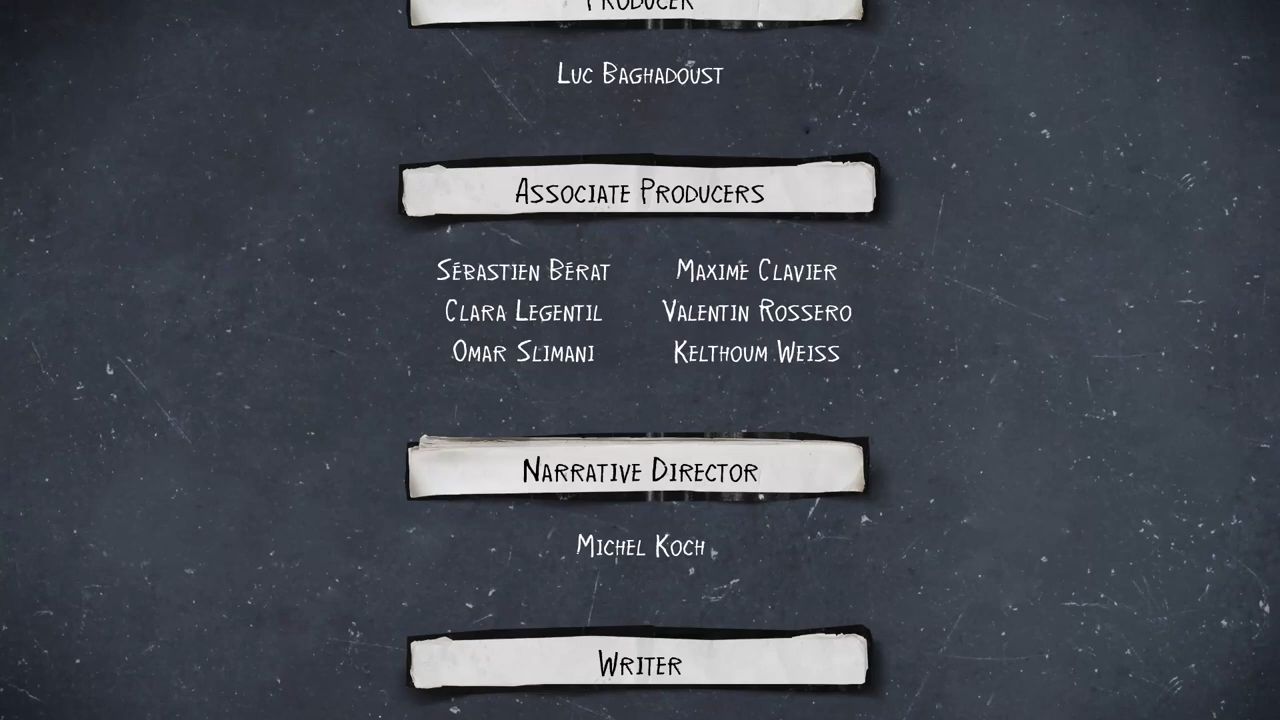 Producer
Luc Baghadoust
Associate Producers
Sébastien Bérat Maxime Clavier
Clara Legentil Valentin Rossero
Omar Slimani Kelthoum Weiss
Narrative Director
Michel Koch
Writer